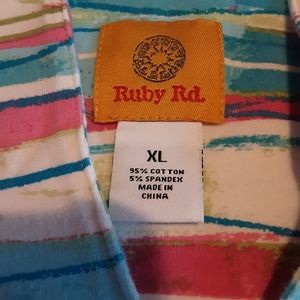 Ruby Rd.
XL
95% COTTON
5% SPANDEX
MADE IN
CHINA